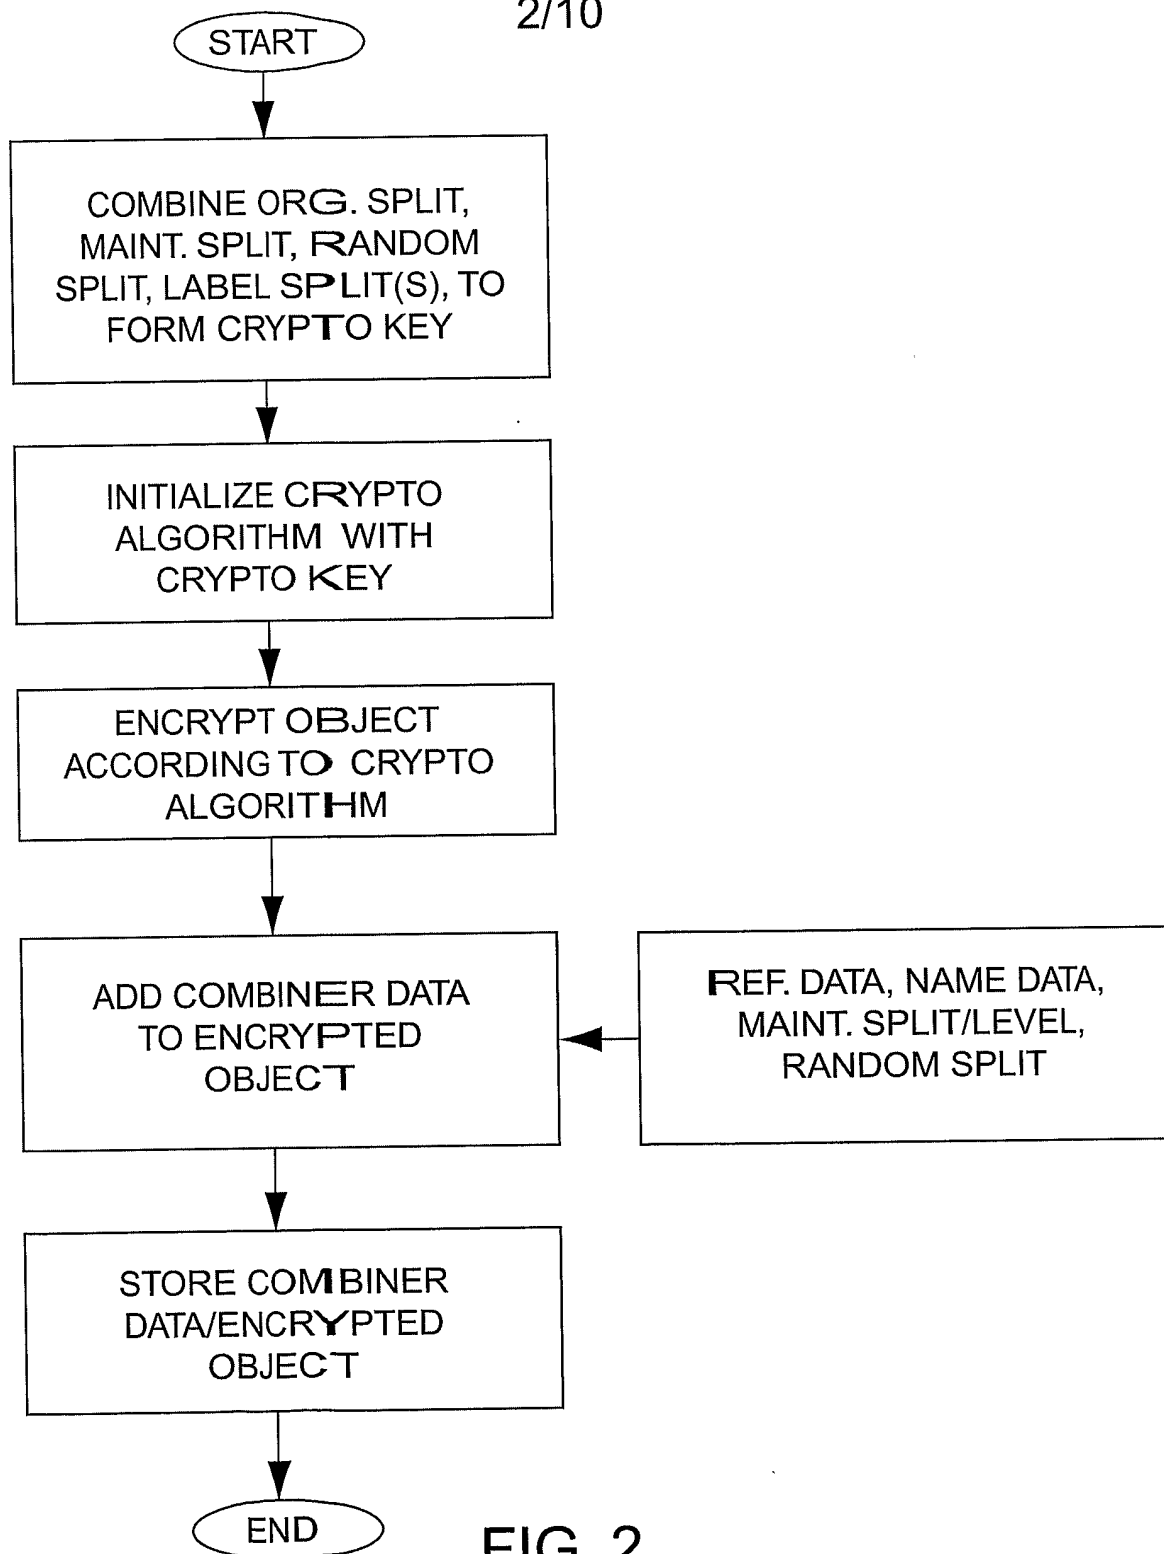 2/10
START
COMBINE ORG. SPLIT,
MAINT. SPLIT, RANDOM
SPLIT, LABEL SPLIT(S), TO
FORM CRYPTO KEY
INITIALIZE CRYPTO
ALGORITHM WITH
CRYPTO KEY
ENCRYPT OBJECT
ACCORDING TO CRYPTO
ALGORITHM
ADD COMBINER DATA
TO ENCRYPTED
OBJECT
REF. DATA, NAME DATA,
MAINT. SPLIT/LEVEL,
RANDOM SPLIT
STORE COMBINER
DATA/ENCRYPTED
OBJECT
END
FIG. 2